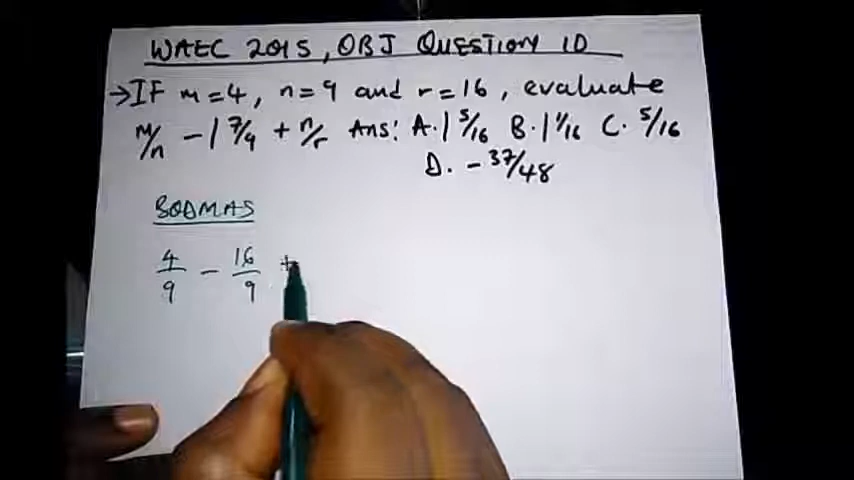 WAEC 2015, OBJ QUESTION 10
→ IF m=4, n=9 and r=16, evaluate
m/n - 1 7/9 + n/r Ans: A. 1 5/16 B. 1 1/16 C. 5/16
D. - 37/48
BODMAS
4/9 - 16/9 +